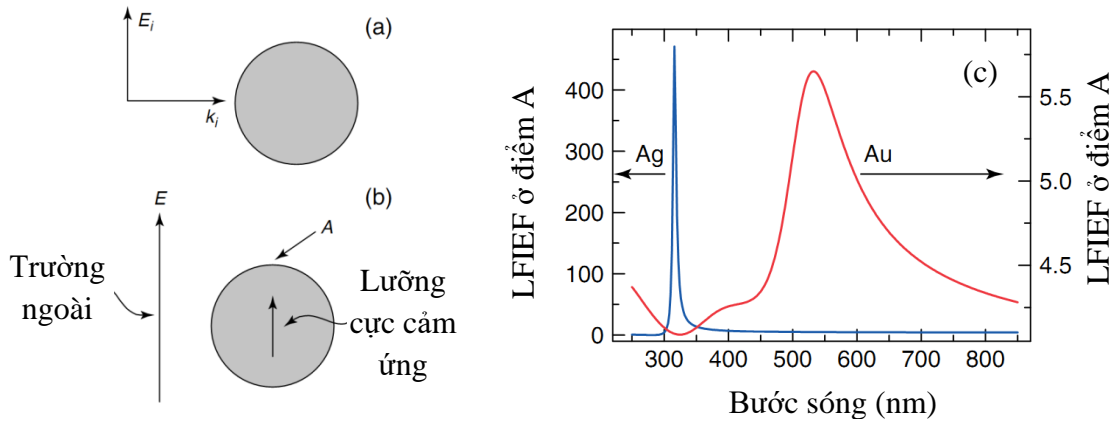 E_i
(a)
k_i
E
(b)
A
Trường
ngoài
Lưỡng
cực cảm
ứng
LFIEF ở điểm A
400
300
200
100
0
(c)
Ag
Au
5.5
5.0
4.5
LFIEF ở điểm A
300 400 500 600 700 800
Bước sóng (nm)